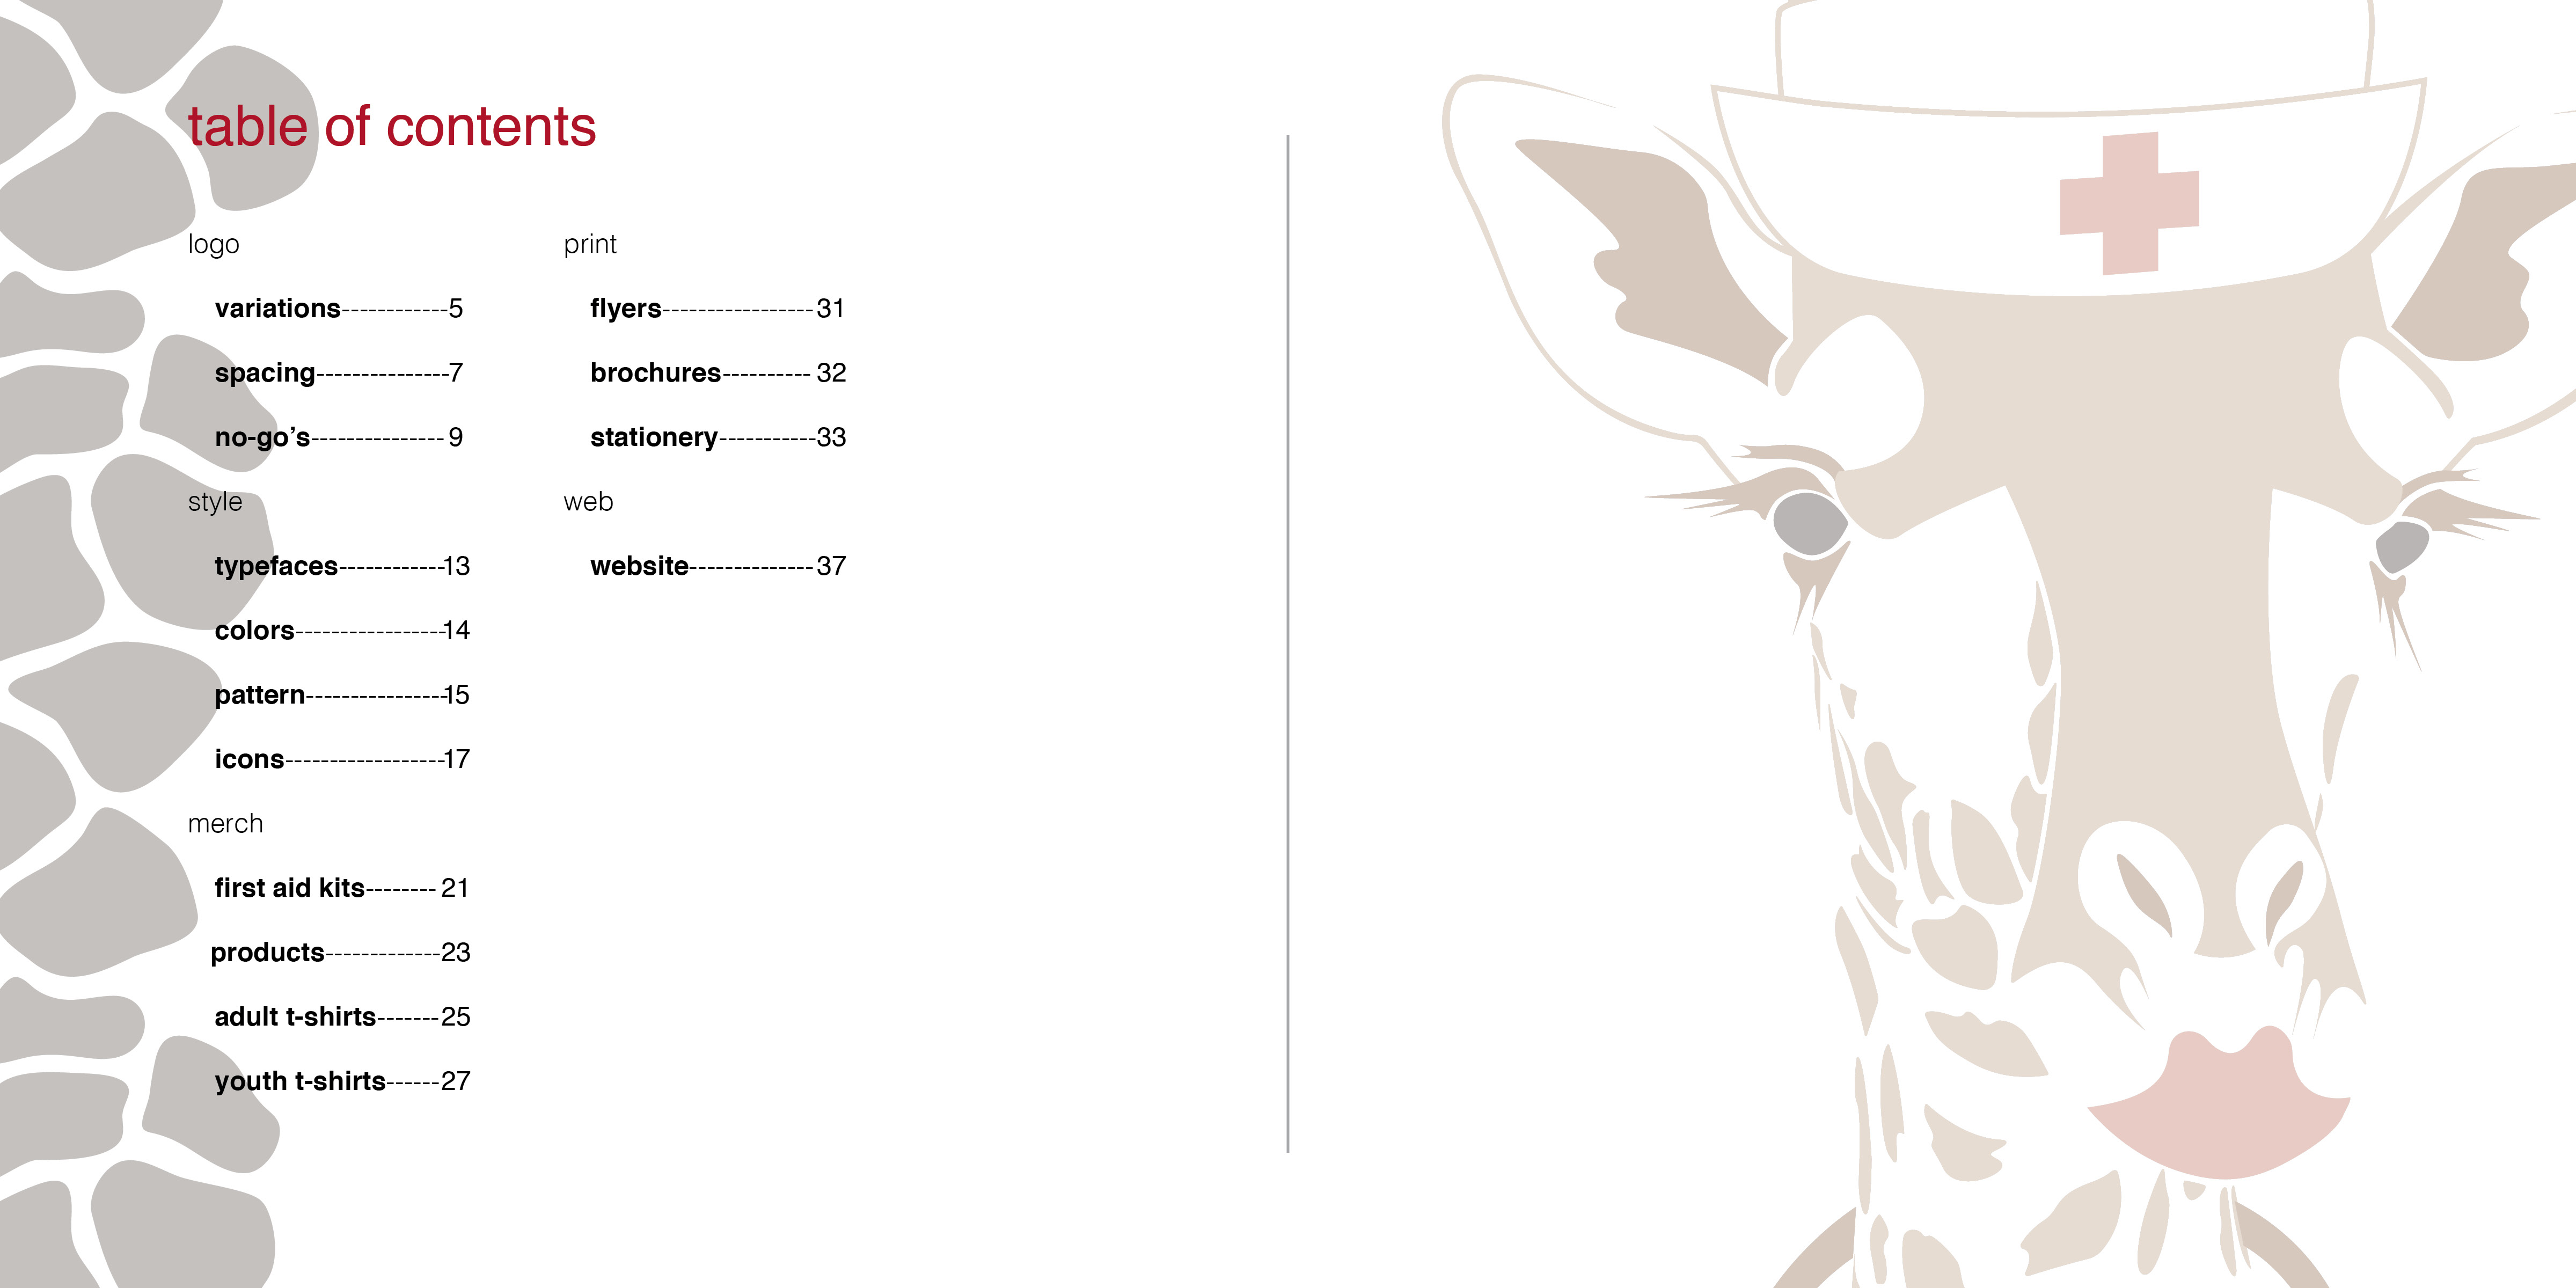 table of contents
logo
variations------------5
spacing---------------7
no-go’s--------------- 9
style
typefaces------------13
colors-----------------14
pattern----------------15
icons------------------17
merch
first aid kits-------- 21
products-------------23
adult t-shirts-------25
youth t-shirts------27
print
flyers----------------- 31
brochures---------- 32
stationery-----------33
web
website-------------- 37